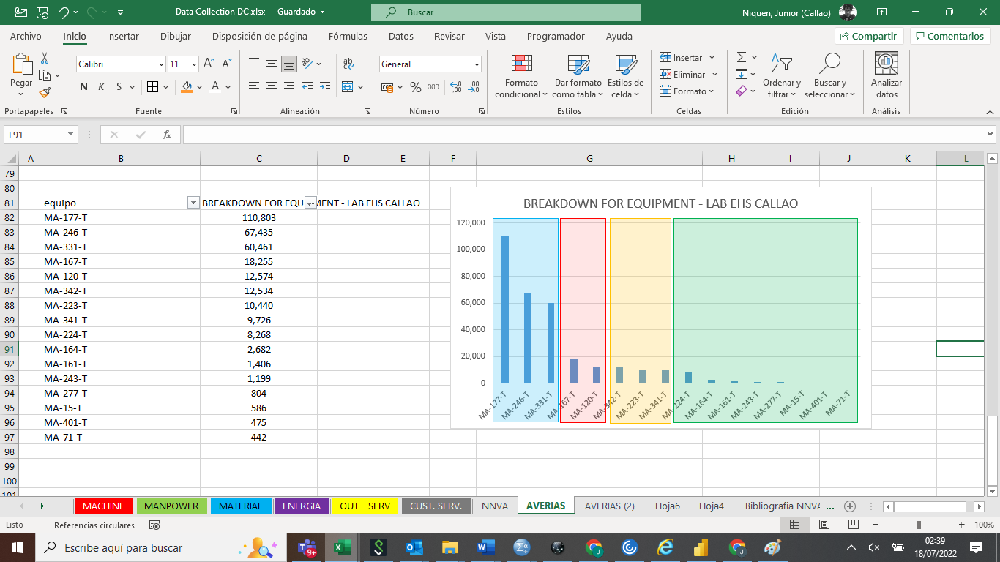 Data Collection DC.xlsx - Guardado
Buscar
Niquen, Junior (Callao)
Archivo Inicio Insertar Dibujar Disposición de página Fórmulas Datos Revisar Vista Programador Ayuda
Compartir Comentarios
Pegar
Calibri 11
N K S
General
% 000
Formato condicional
Dar formato como tabla
Estilos de celda
Insertar
Eliminar
Formato
Ordenar y filtrar
Buscar y seleccionar
Analizar datos
Portapapeles Fuente Alineación Número Estilos Celdas Edición Análisis
L91 fx
A B C D E F G H I J K L
79
80
81 equipo BREAKDOWN FOR EQUIPMENT - LAB EHS CALLAO
82 MA-177-T 110,803
83 MA-246-T 67,435
84 MA-331-T 60,461
85 MA-167-T 18,255
86 MA-120-T 12,574
87 MA-342-T 12,534
88 MA-223-T 10,440
89 MA-341-T 9,726
90 MA-224-T 8,268
91 MA-164-T 2,682
92 MA-161-T 1,406
93 MA-243-T 1,199
94 MA-277-T 804
95 MA-15-T 586
96 MA-401-T 475
97 MA-71-T 442
98
99
100
101
BREAKDOWN FOR EQUIPMENT - LAB EHS CALLAO
120,000
100,000
80,000
60,000
40,000
20,000
0
MA-177-T MA-246-T MA-331-T MA-167-T MA-120-T MA-342-T MA-223-T MA-341-T MA-224-T MA-164-T MA-161-T MA-243-T MA-277-T MA-15-T MA-401-T MA-71-T
MACHINE MANPOWER MATERIAL ENERGIA OUT - SERV CUST. SERV. NNVA AVERIAS AVERIAS (2) Hoja6 Hoja4 Bibliografia NNVA ...
Listo Referencias circulares 100%
Escribe aquí para buscar
9+
02:39
18/07/2022